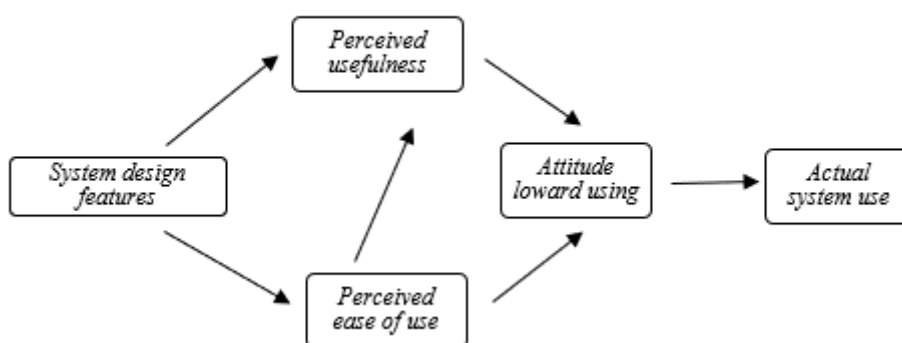 Perceived
usefulness
System design
features
Attitude
loward using
Actual
system use
Perceived
ease of use